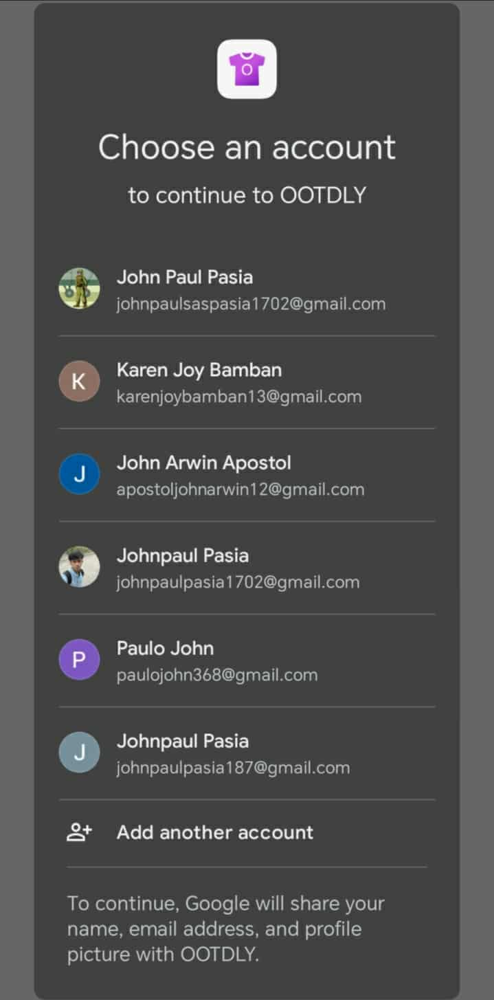 O
Choose an account
to continue to OOTDLY
John Paul Pasia
johnpaulsaspasia1702@gmail.com
K
Karen Joy Bamban
karenjoybamban13@gmail.com
J
John Arwin Apostol
apostoljohnarwin12@gmail.com
Johnpaul Pasia
johnpaulpasia1702@gmail.com
P
Paulo John
paulojohn368@gmail.com
J
Johnpaul Pasia
johnpaulpasia187@gmail.com
Add another account
To continue, Google will share your
name, email address, and profile
picture with OOTDLY.